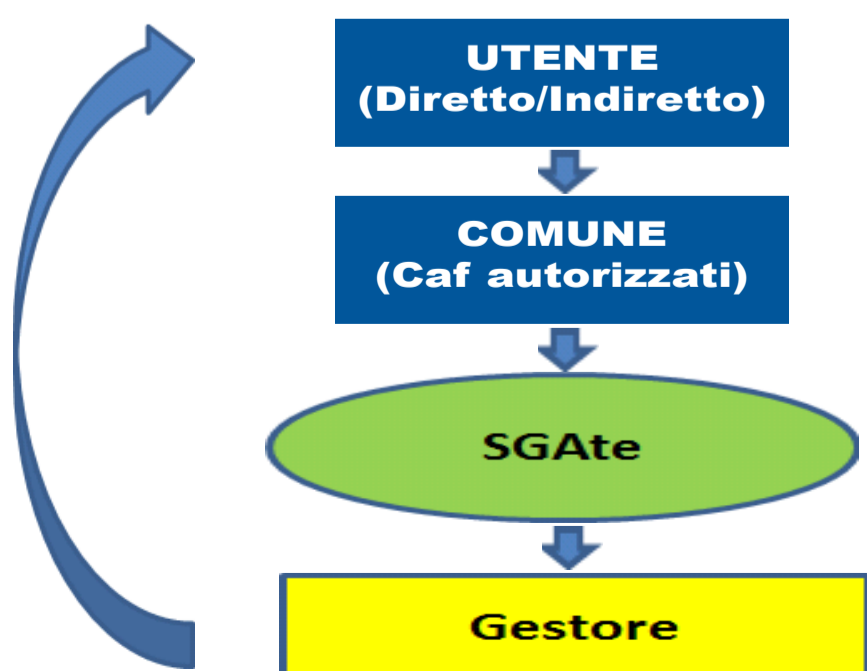 UTENTE
(Diretto/Indiretto)
COMUNE
(Caf autorizzati)
SGAte
Gestore